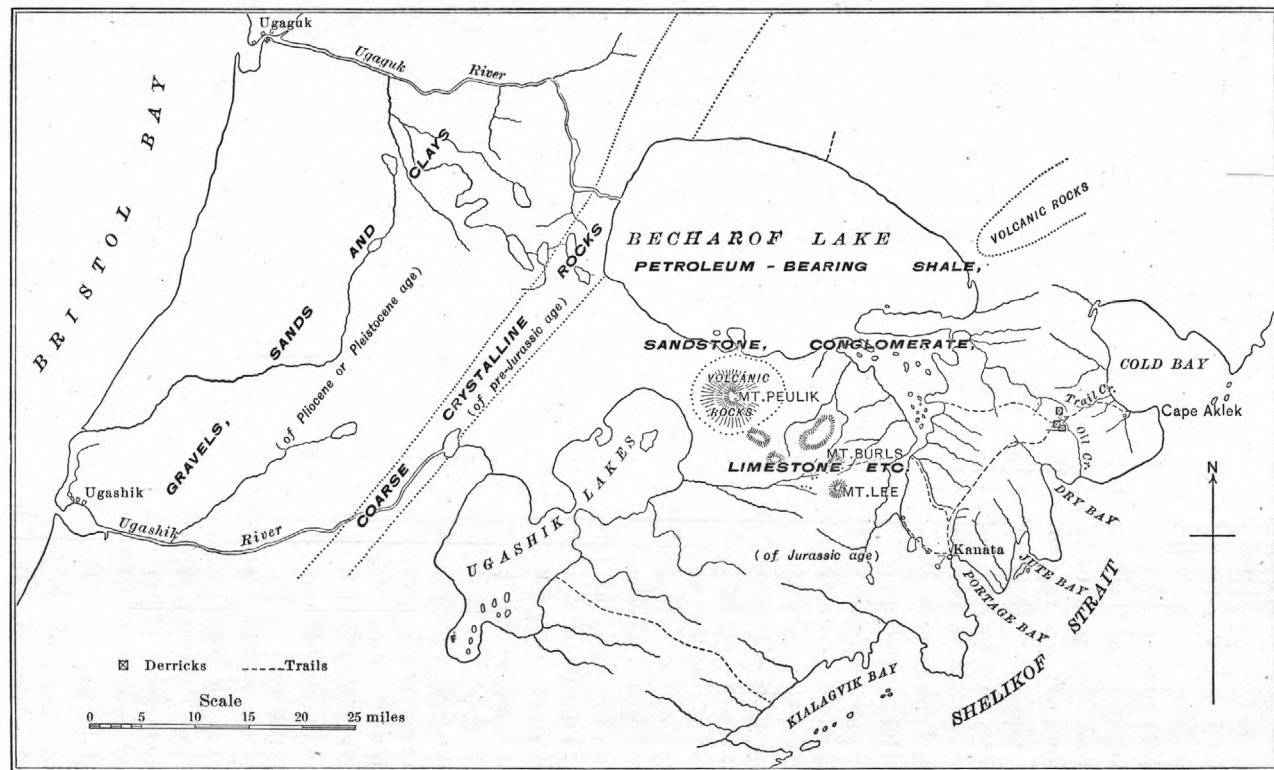 Ugaguk
Ugaguk River
BRISTOL BAY
GRAVELS, SANDS AND CLAYS
(of Pliocene or Pleistocene age)
COARSE CRYSTALLINE ROCKS
(of pre-Jurassic age)
BECHAROF LAKE
PETROLEUM - BEARING SHALE,
SANDSTONE, CONGLOMERATE,
LIMESTONE ETC.
(of Jurassic age)
VOLCANIC ROCKS
COLD BAY
Cape Aklek
Trail Cr.
Oil Cr.
VOLCANIC
MT. PEULIK
ROCKS
MT. BURLS
MT. LEE
DRY BAY
Ugashik
Ugashik River
UGASHIK LAKES
Kanata
JUTE BAY
PORTAGE BAY
KIALAGVIK BAY
SHELIKOF STRAIT
N
Derricks
Trails
Scale
0 5 10 15 20 25 miles